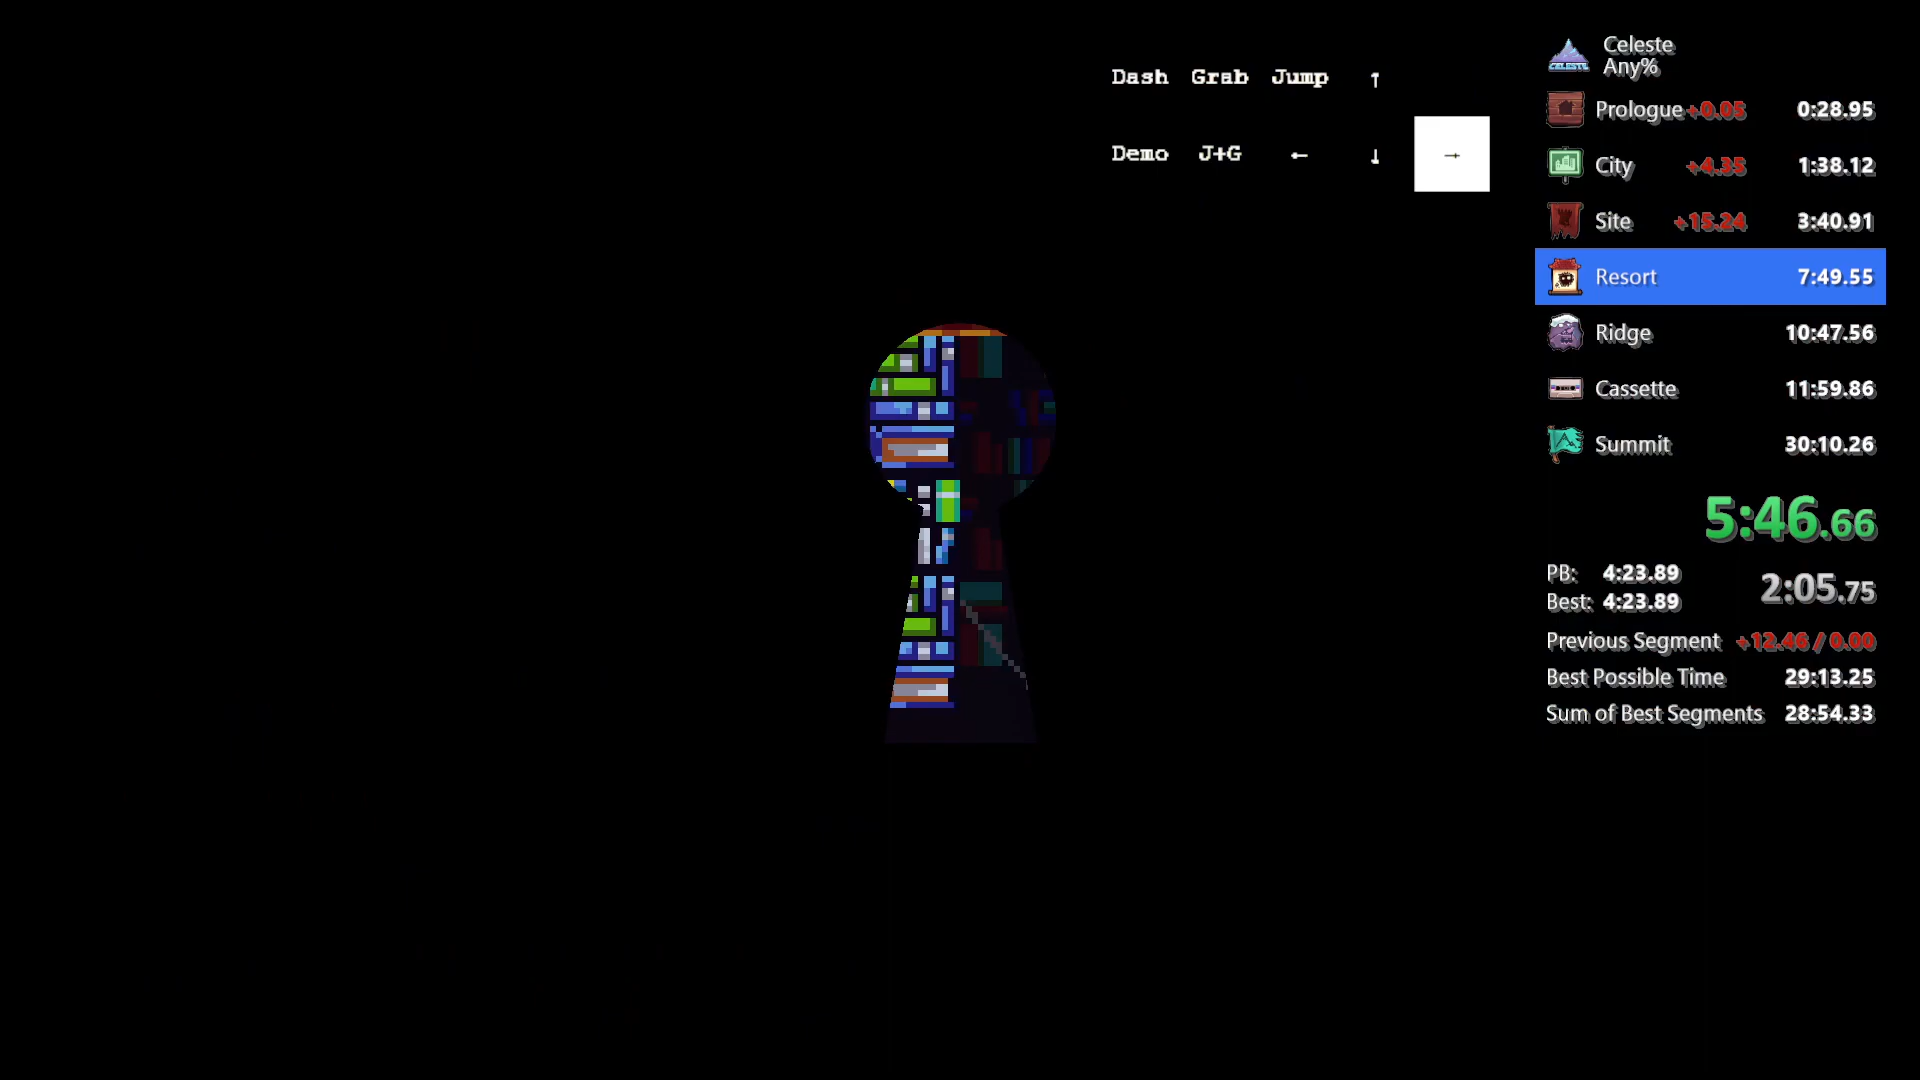 Dash Grab Jump ↑
Demo J+G ← ↓ →
CELESTE
Celeste
Any%
Prologue +0.05 0:28.95
City +4.35 1:38.12
Site +15.24 3:40.91
Resort 7:49.55
Ridge 10:47.56
Cassette 11:59.86
Summit 30:10.26
5:46.66
PB: 4:23.89
Best: 4:23.89
2:05.75
Previous Segment +12.46 / 0.00
Best Possible Time 29:13.25
Sum of Best Segments 28:54.33